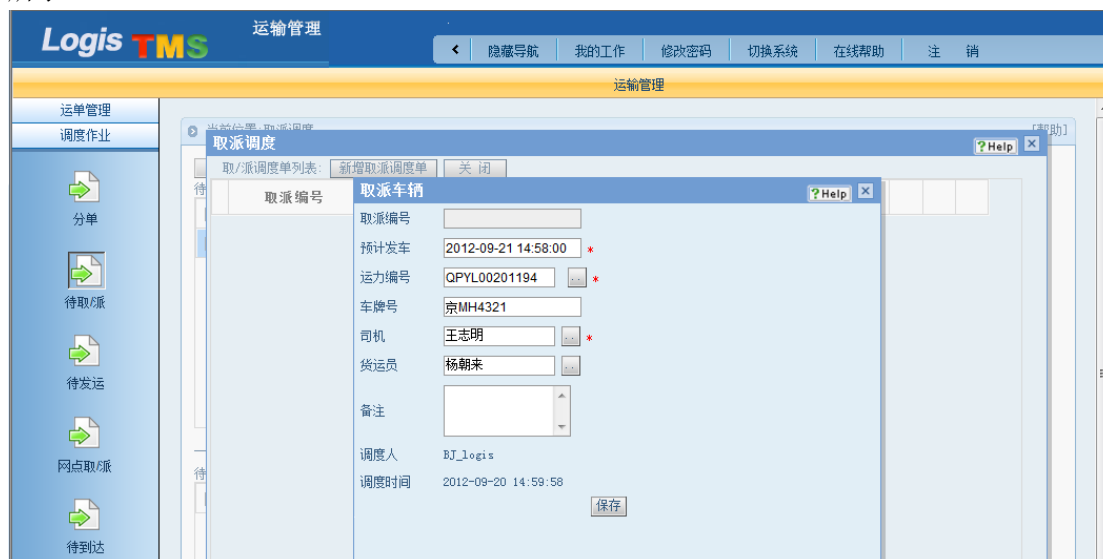 Logis TMS 运输管理
隐藏导航 我的工作 修改密码 切换系统 在线帮助 注 销
运输管理
运单管理
调度作业
当前位置:取派调度 [帮助]
取派调度 ?Help
取/派调度单列表: 新增取派调度单 关 闭
取派编号
取派车辆 ?Help
取派编号
预计发车 2012-09-21 14:58:00 *
运力编号 QPYL00201194 .. *
车牌号 京MH4321
司机 王志明 .. *
货运员 杨朝来 ..
备注
调度人 BJ_logis
调度时间 2012-09-20 14:59:58
保存
待
待
分单
待取/派
待发运
网点取/派
待到达